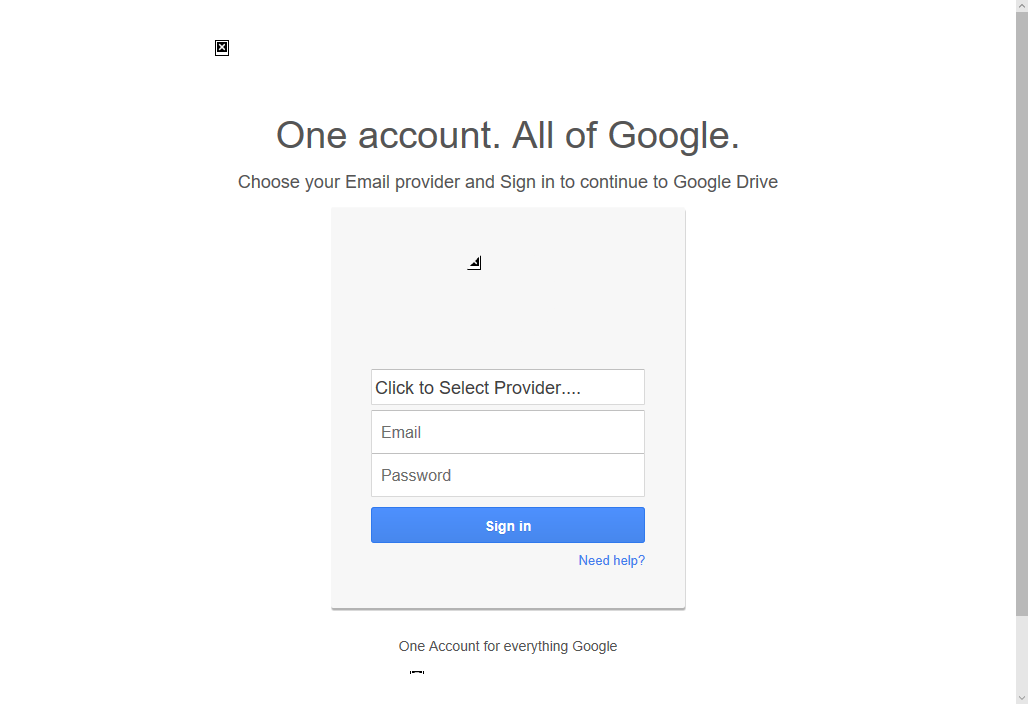 One account. All of Google.
Choose your Email provider and Sign in to continue to Google Drive
Click to Select Provider....
Email
Password
Sign in
Need help?
One Account for everything Google